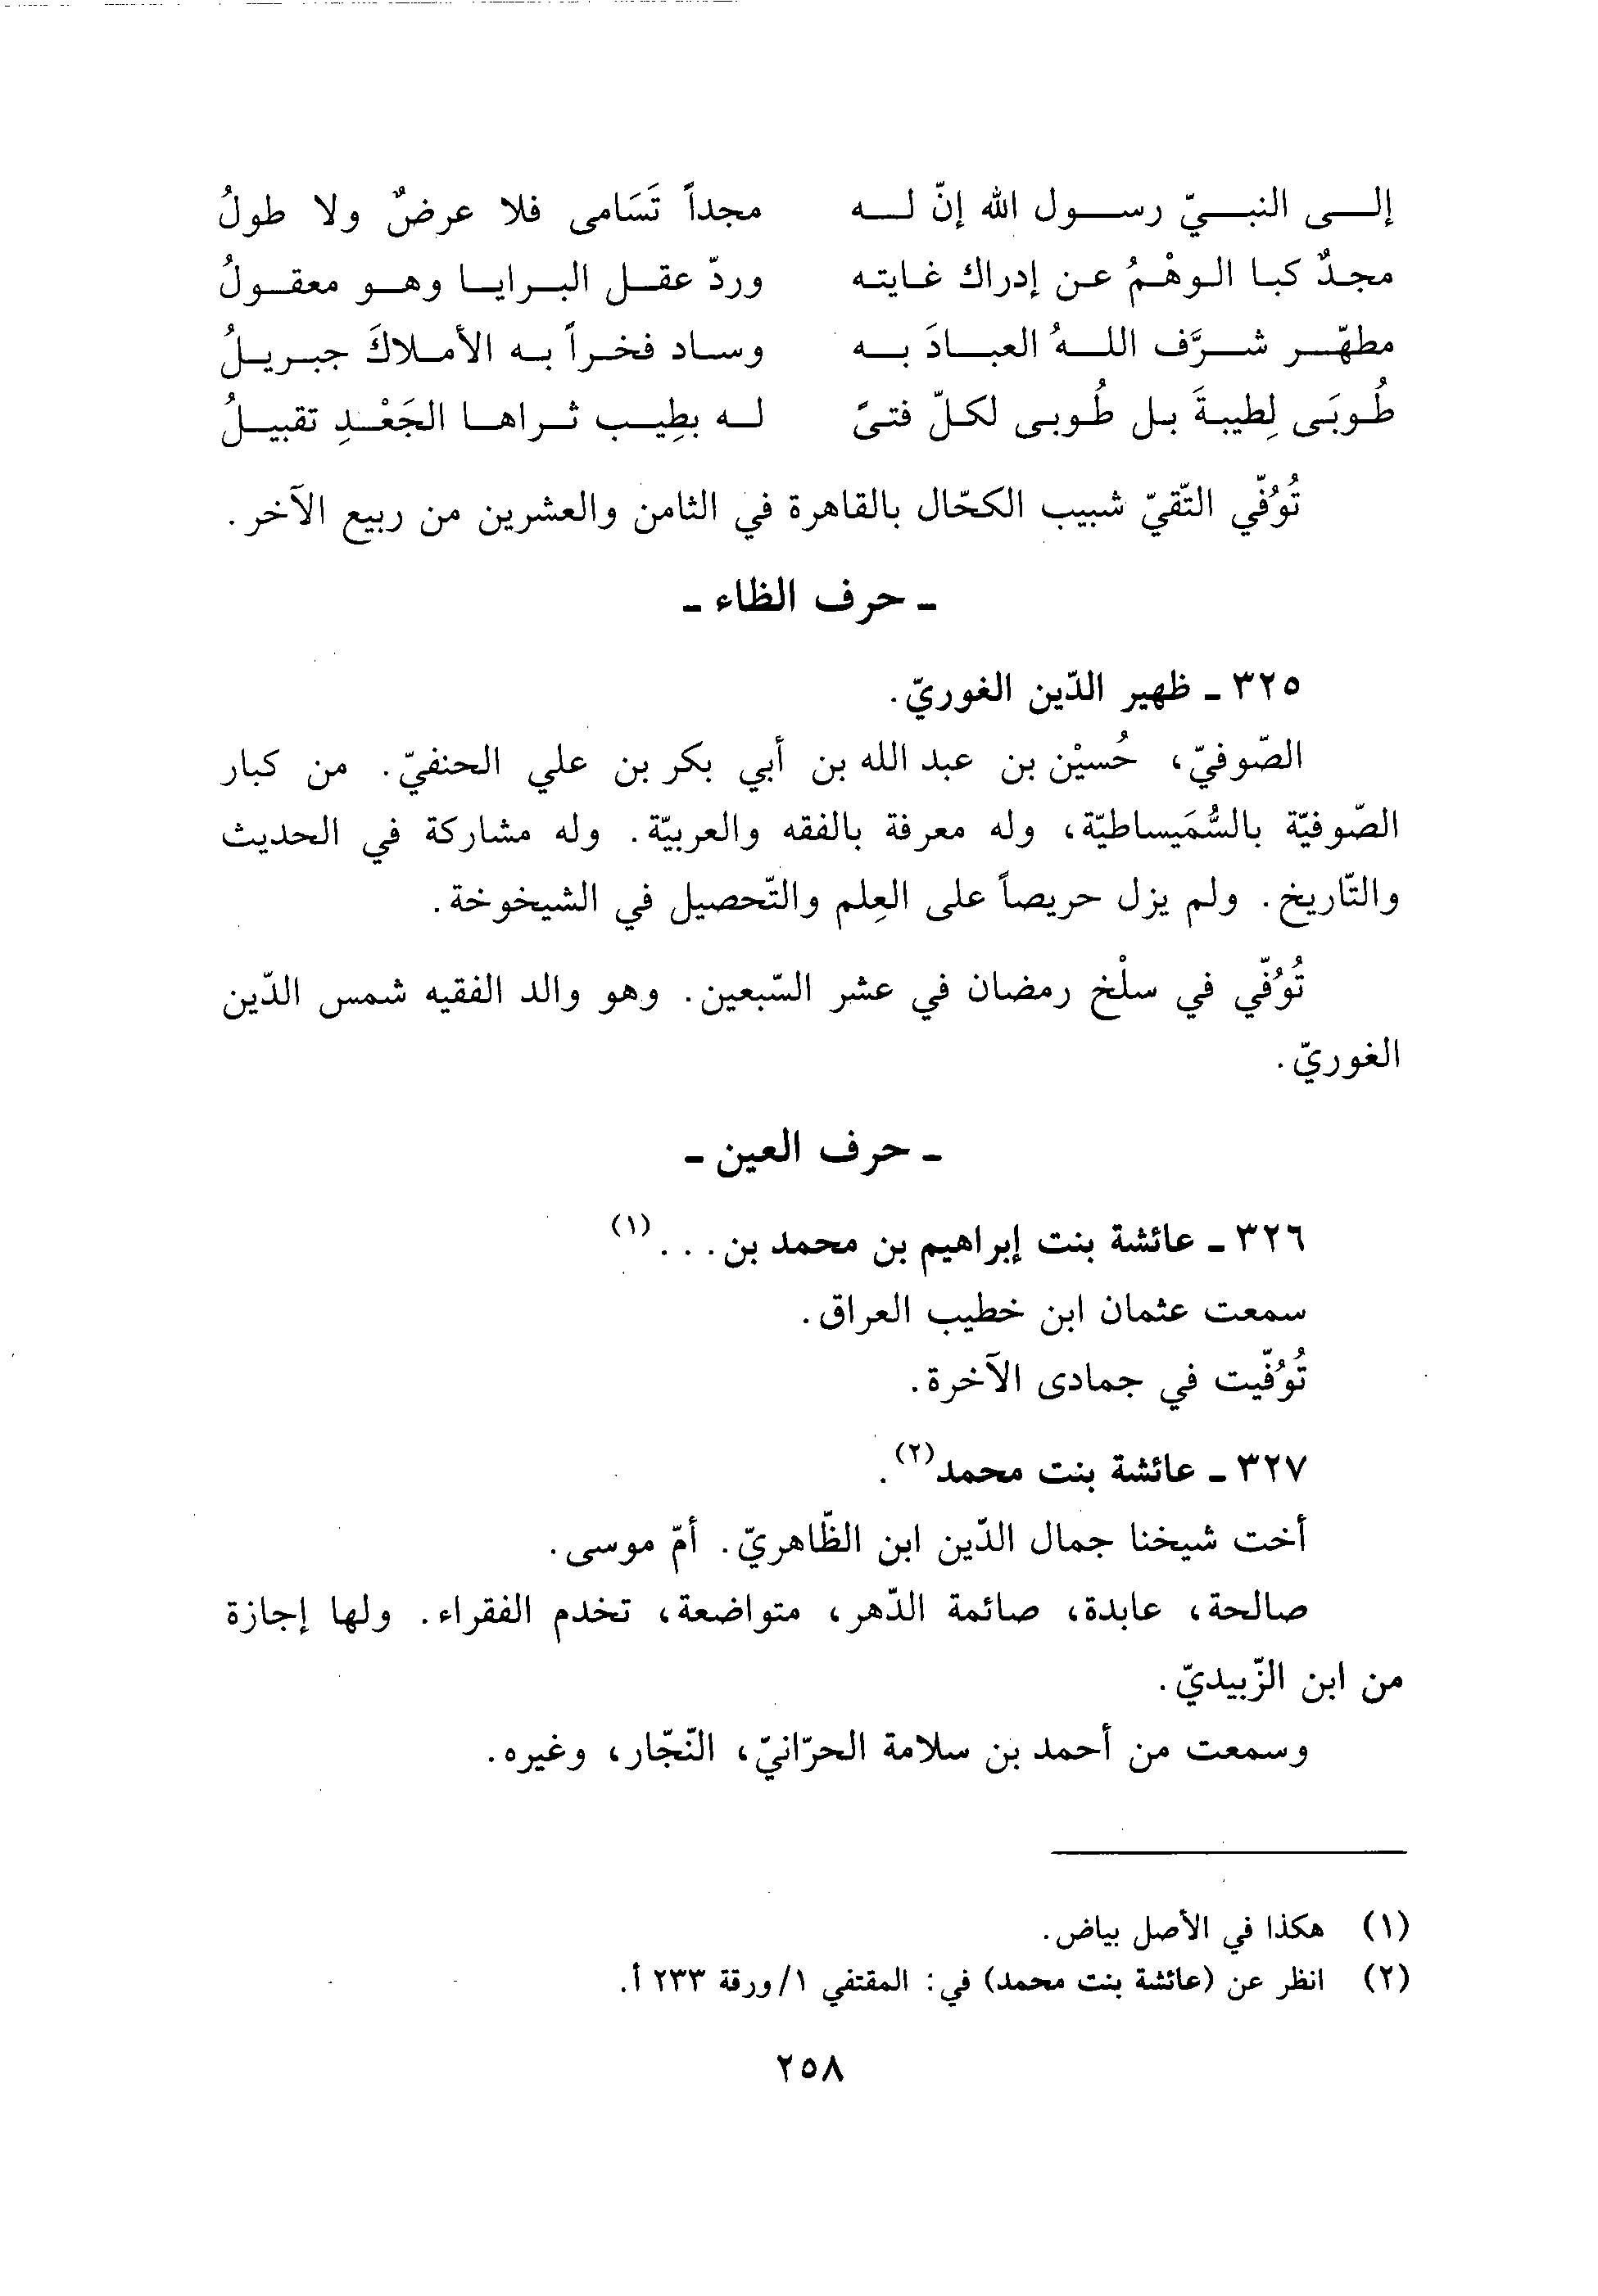 إلى النبيّ رسول الله إنّ له مجداً تَسَامى فلا عرضٌ ولا طولُ
مجدٌ كبا الوهْمُ عن إدراك غايته وردّ عقل البرايا وهو معقولُ
مطهّر شرَّف اللهُ العبادَ به وساد فخراً به الأملاكَ جبريلُ
طُوبَى لِطيبةَ بل طُوبى لكلّ فتىً له بطِيب ثراها الجَعْدِ تقبيلُ
تُوُفّي التّقيّ شبيب الكحّال بالقاهرة في الثامن والعشرين من ربيع الآخر.
ـ حرف الظاء ـ
٣٢٥ ـ ظهير الدّين الغوريّ.
الصّوفيّ، حُسيْن بن عبد الله بن أبي بكر بن علي الحنفيّ. من كبار
الصّوفيّة بالسُّمَيساطيّة، وله معرفة بالفقه والعربيّة. وله مشاركة في الحديث
والتّاريخ. ولم يزل حريصاً على العِلم والتّحصيل في الشيخوخة.
تُوُفّي في سلْخ رمضان في عشر السّبعين. وهو والد الفقيه شمس الدّين
الغوريّ.
ـ حرف العين ـ
٣٢٦ ـ عائشة بنت إبراهيم بن محمد بن...(١)
سمعت عثمان ابن خطيب العراق.
تُوُفّيت في جمادى الآخرة.
٣٢٧ ـ عائشة بنت محمد(٢).
أخت شيخنا جمال الدّين ابن الظّاهريّ. أمّ موسى.
صالحة، عابدة، صائمة الدّهر، متواضعة، تخدم الفقراء. ولها إجازة
من ابن الزّبيديّ.
وسمعت من أحمد بن سلامة الحرّانيّ، النّجّار، وغيره.
(١) هكذا في الأصل بياض.
(٢) انظر عن (عائشة بنت محمد) في: المقتفي ١/ورقة ٢٣٣ أ.
٢٥٨